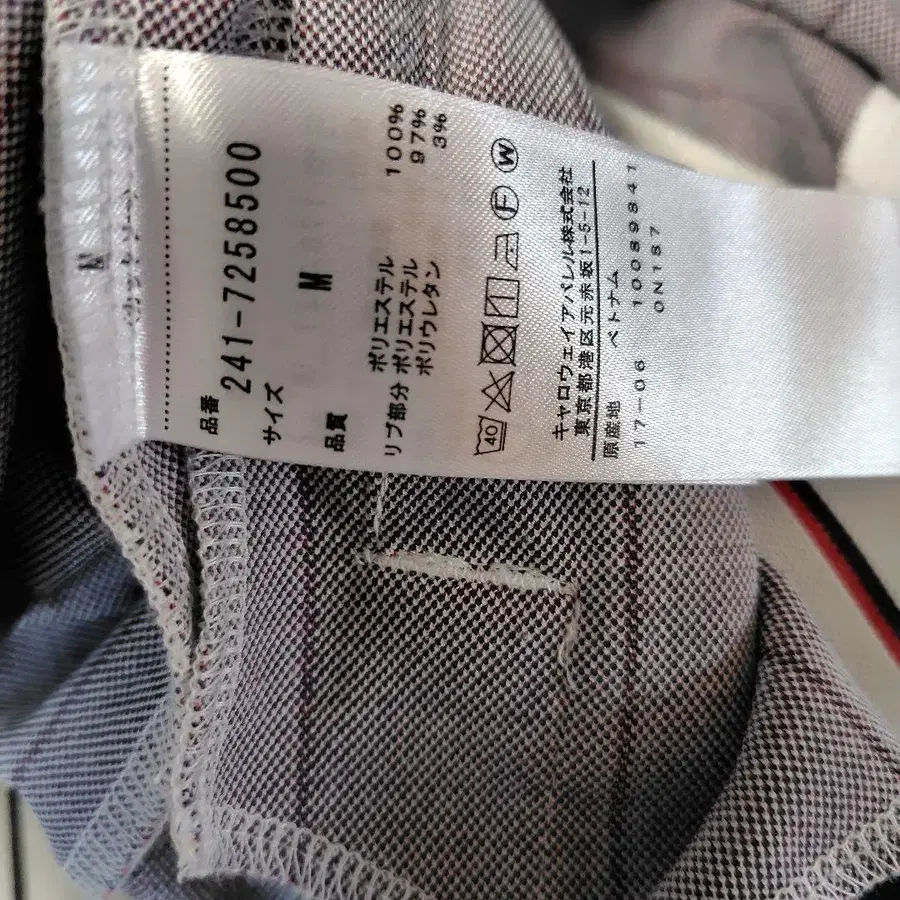 品番
241-7258500
サイズ
M
品質
ポリエステル 100%
リブ部分 ポリエステル 97%
ポリウレタン 3%
40 F W
キャロウェイアパレル株式会社
東京都港区元赤坂1-5-12
原産地 ベトナム
17-06 10089841
0N187
M